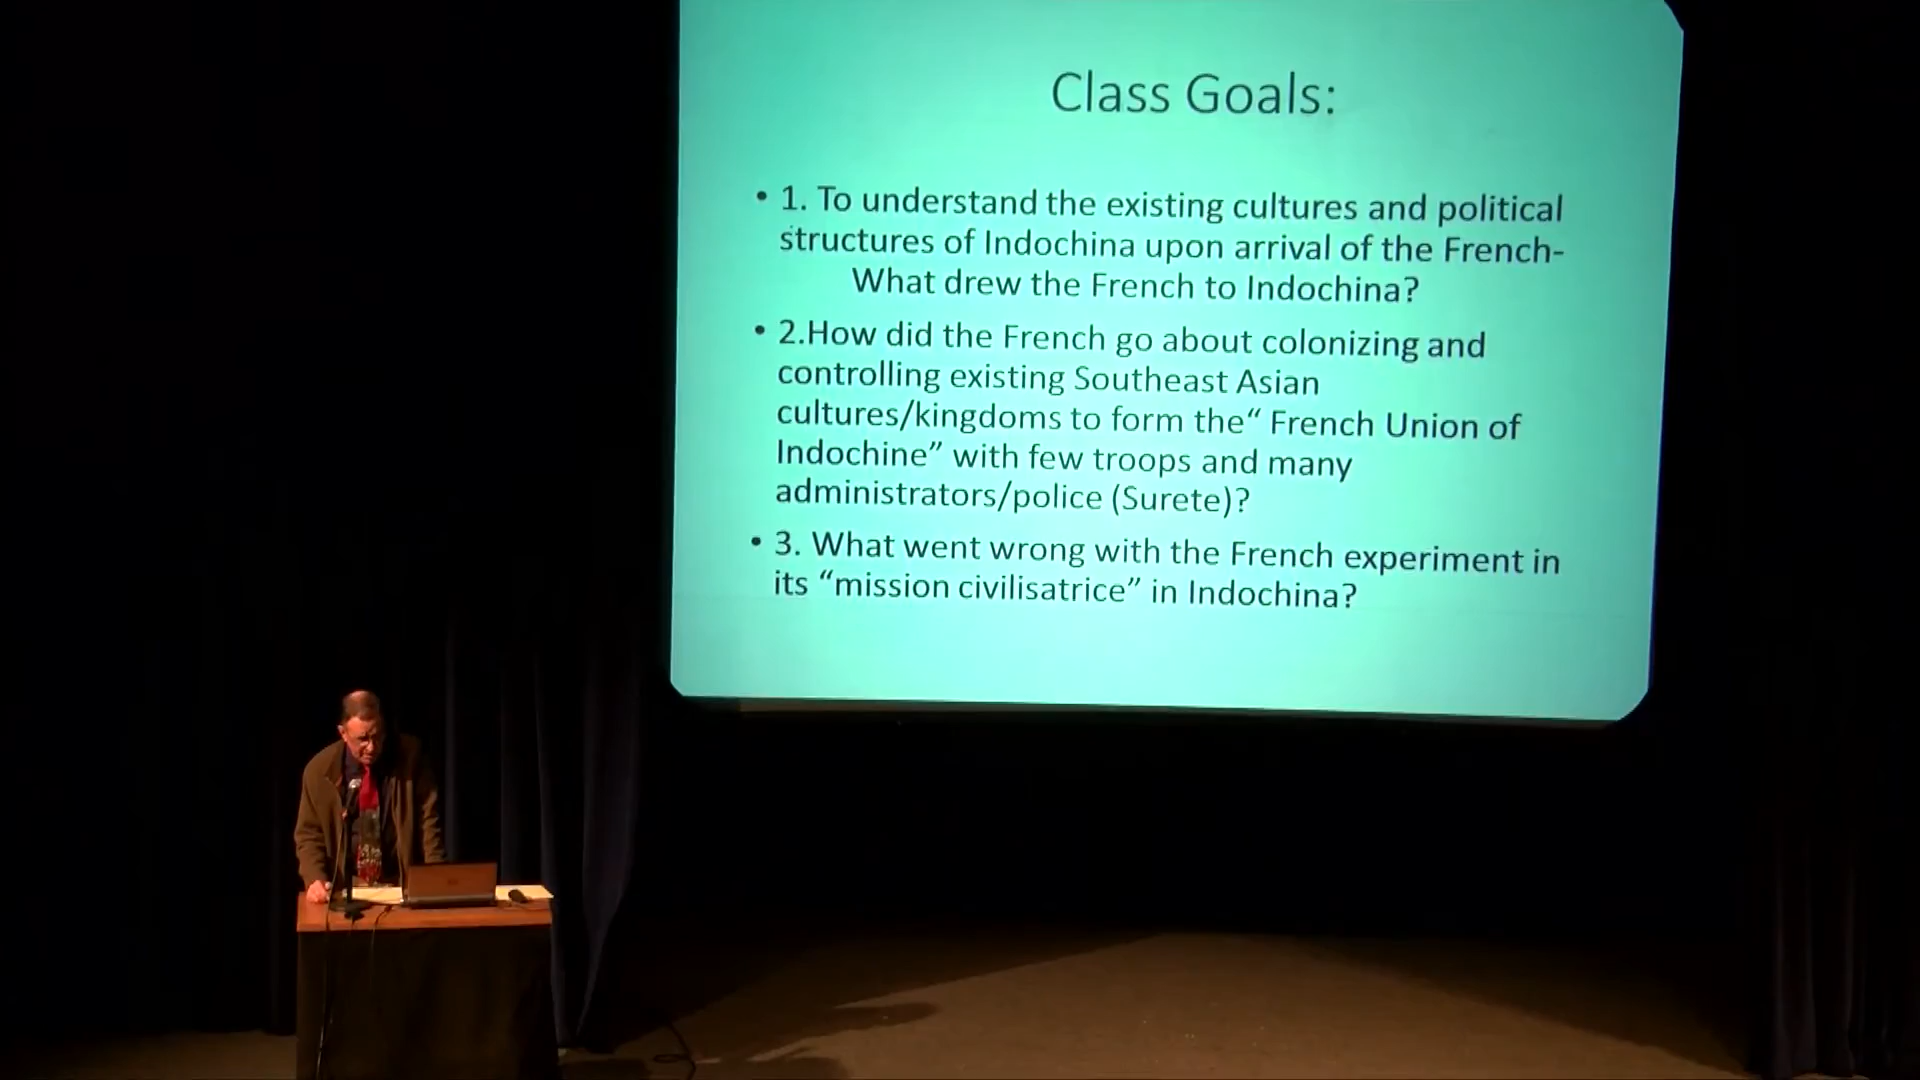 Class Goals:
• 1. To understand the existing cultures and political
structures of Indochina upon arrival of the French-
What drew the French to Indochina?
• 2.How did the French go about colonizing and
controlling existing Southeast Asian
cultures/kingdoms to form the“ French Union of
Indochine” with few troops and many
administrators/police (Surete)?
• 3. What went wrong with the French experiment in
its “mission civilisatrice” in Indochina?